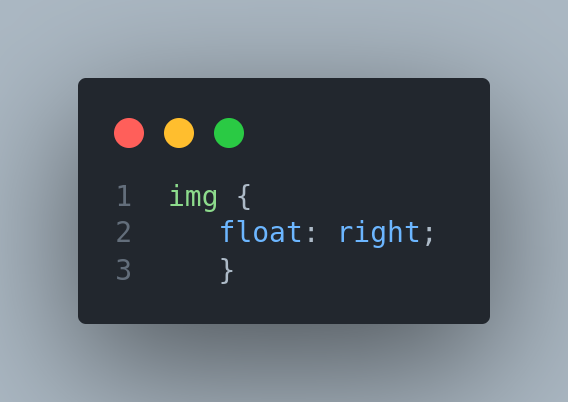 1 img {
2    float: right;
3    }